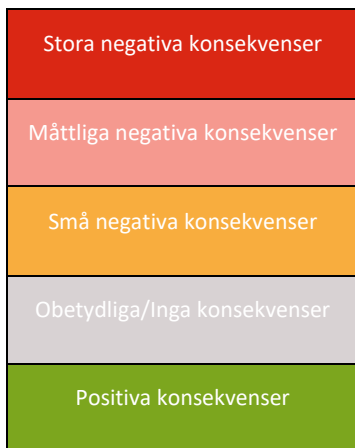 Stora negativa konsekvenser
Måttliga negativa konsekvenser
Små negativa konsekvenser
Obetydliga/Inga konsekvenser
Positiva konsekvenser